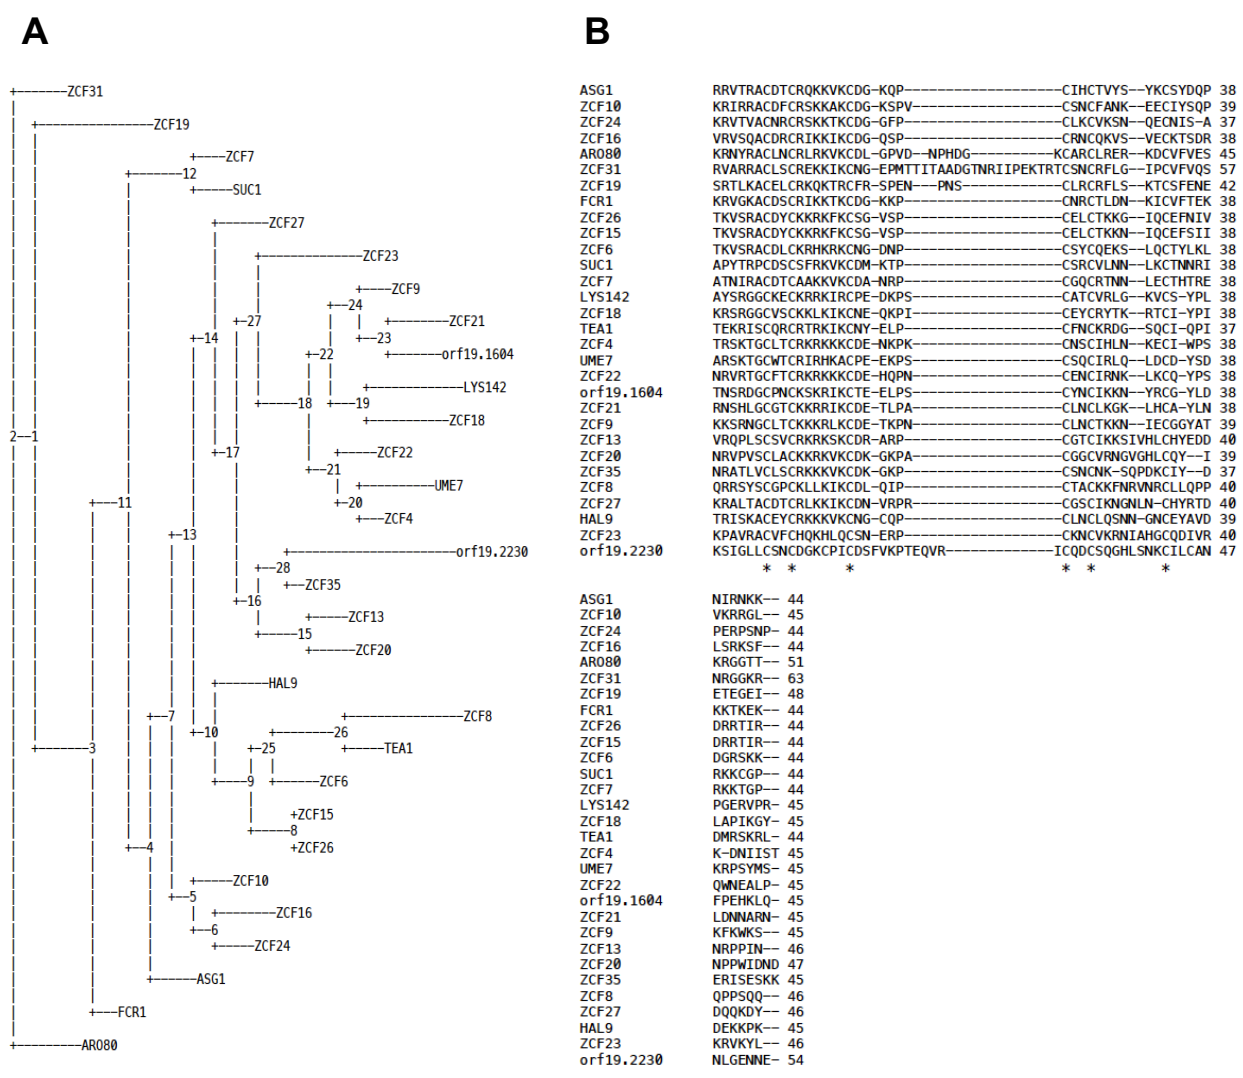 A
+-------ZCF31
+----------------ZCF19
+----ZCF7
+-------12
+-----SUC1
+-------ZCF27
+--------------ZCF23
+----ZCF9
+--24
+-27
+--------ZCF21
+-14
+--23
+-22
+-------orf19.1604
+------------LYS142
+-----18
+---19
+-----------ZCF18
2--1
+-17
+-----ZCF22
+--21
+----------UME7
+---11
+-20
+---ZCF4
+--13
+-----------------------orf19.2230
+--28
+--ZCF35
+-16
+-----ZCF13
+-----15
+------ZCF20
+-------HAL9
+--7
+----------------ZCF8
+-10
+--------26
+-------3
+-25
+-----TEA1
+----9
+------ZCF6
+ZCF15
+-----8
+--4
+ZCF26
+-----ZCF10
+--5
+--------ZCF16
+--6
+-----ZCF24
+------ASG1
+---FCR1
+---------ARO80
B
ASG1 RRVTRACDTCRQKKVKCDG-KQP-------------------CIHCTVYS--YKCSYDQP 38
ZCF10 KRIRRACDFCRSKKAKCDG-KSPV------------------CSNCFANK--EECIYSQP 39
ZCF24 KRVTVACNRCRSKKTKCDG-GFP-------------------CLKCVKSN--QECNIS-A 37
ZCF16 VRVSQACDRCRIKKIKCDG-QSP-------------------CRNCQKVS--VECKTSDR 38
ARO80 KRNYRACLNCRLRKVKCDL-GPVD--NPHDG----------KCARCLRER--KDCVFVES 45
ZCF31 RVARRACLSCRKRKIKCNG-EPMTTITAADGTNRIIPEKTRTCSNCRFLG--IPCVFVQS 57
ZCF19 SRTLKACELCRKQKTRCFR-SPEN---PNS------------CLRCRFLS--KTCSFENE 42
FCR1 KRVGKACDSCRIKKTKCDG-KKP-------------------CNRCTLDN--KICVFTEK 38
ZCF26 TKVSRACDYCKKRKFKCSG-VSP-------------------CELCTKKG--IQCEFNIV 38
ZCF15 TKVSRACDYCKKRKFKCSG-VSP-------------------CELCTKKN--IQCEFSII 38
ZCF6 TKVSRACDLCKRHKRKCNG-DNP-------------------CSYCQEKS--LQCTYLKL 38
SUC1 APYTRPCDSCSFRKVKCDM-KTP-------------------CSRCVLNN--LKCTNNRI 38
ZCF7 ATNIRACDTCAAKKVKCDA-NRP-------------------CGQCRTNN--LECTHTRE 38
LYS142 AYSRGGCKECKRRKIRCPE-DKPS------------------CATCVRLG--KVCS-YPL 38
ZCF18 KRSRGGCVSCKKLKIKCNE-QKPI------------------CEYCRYTK--RTCI-YPI 38
TEA1 TEKRISCQRCRTRKIKCNY-ELP-------------------CFNCKRDG--SQCI-QPI 37
ZCF4 TRSKTGCLTCRKRKKKCDE-NKPK------------------CNSCIHLN--KECI-WPS 38
UME7 ARSKTGCWTCRIRHKACPE-EKPS------------------CSQCIRLQ--LDCD-YSD 38
ZCF22 NRVRTGCFTCRKRKKKCDE-HQPN------------------CENCIRNK--LKCQ-YPS 38
orf19.1604 TNSRDGCPNCKSKRIKCTE-ELPS------------------CYNCIKKN--YRCG-YLD 38
ZCF21 RNSHLGCGTCKKRRIKCDE-TLPA------------------CLNCLKGK--LHCA-YLN 38
ZCF9 KKSRNGCLTCKKKRLKCDE-TKPN------------------CLNCTKKN--IECGGYAT 39
ZCF13 VRQPLSCSVCRKRKSKCDR-ARP-------------------CGTCIKKSIVHLCHYEDD 40
ZCF20 NRVPVSCLACKKRKVKCDK-GKPA------------------CGGCVRNGVGHLCQY--I 39
ZCF35 NRATLVCLSCRKKKVKCDK-GKP-------------------CSNCNK-SQPDKCIY--D 37
ZCF8 QRRSYSCGPCKLLKIKCDL-QIP-------------------CTACKKFNRVNRCLLQPP 40
ZCF27 KRALTACDTCRLKKIKCDN-VRPR------------------CGSCIKNGNLN-CHYRTD 40
HAL9 TRISKACEYCRKKKVKCNG-CQP-------------------CLNCLQSNN-GNCEYAVD 39
ZCF23 KPAVRACVFCHQKHLQCSN-ERP-------------------CKNCVKRNIAHGCQDIVR 40
orf19.2230 KSIGLLCSNCDGKCPICDSFVKPTEQVR-------------ICQDCSQGHLSNKCILCAN 47
* * * * * *
ASG1 NIRNKK-- 44
ZCF10 VKRRGL-- 45
ZCF24 PERPSNP- 44
ZCF16 LSRKSF-- 44
ARO80 KRGGTT-- 51
ZCF31 NRGGKR-- 63
ZCF19 ETEGEI-- 48
FCR1 KKTKEK-- 44
ZCF26 DRRTIR-- 44
ZCF15 DRRTIR-- 44
ZCF6 DGRSKK-- 44
SUC1 RKKCGP-- 44
ZCF7 RKKTGP-- 44
LYS142 PGERVPR- 45
ZCF18 LAPIKGY- 45
TEA1 DMRSKRL- 44
ZCF4 K-DNIIST 45
UME7 KRPSYMS- 45
ZCF22 QWNEALP- 45
orf19.1604 FPEHKLQ- 45
ZCF21 LDNNARN- 45
ZCF9 KFKWKS-- 45
ZCF13 NRPPIN-- 46
ZCF20 NPPWIDND 47
ZCF35 ERISESKK 45
ZCF8 QPPSQQ-- 46
ZCF27 DQQKDY-- 46
HAL9 DEKKPK-- 45
ZCF23 KRVKYL-- 46
orf19.2230 NLGENNE- 54